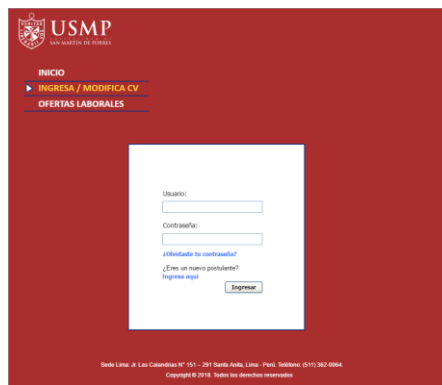 USMP
SAN MARTÍN DE PORRES
INICIO
INGRESA / MODIFICA CV
OFERTAS LABORALES
Usuario:
Contraseña:
¿Olvidaste tu contraseña?
¿Eres un nuevo postulante?
Ingresa aquí
Ingresar
Sede Lima: Jr. Las Calandrias N° 151 – 291 Santa Anita, Lima - Perú. Teléfono: (511) 362-0064.
Copyright © 2018. Todos los derechos reservados